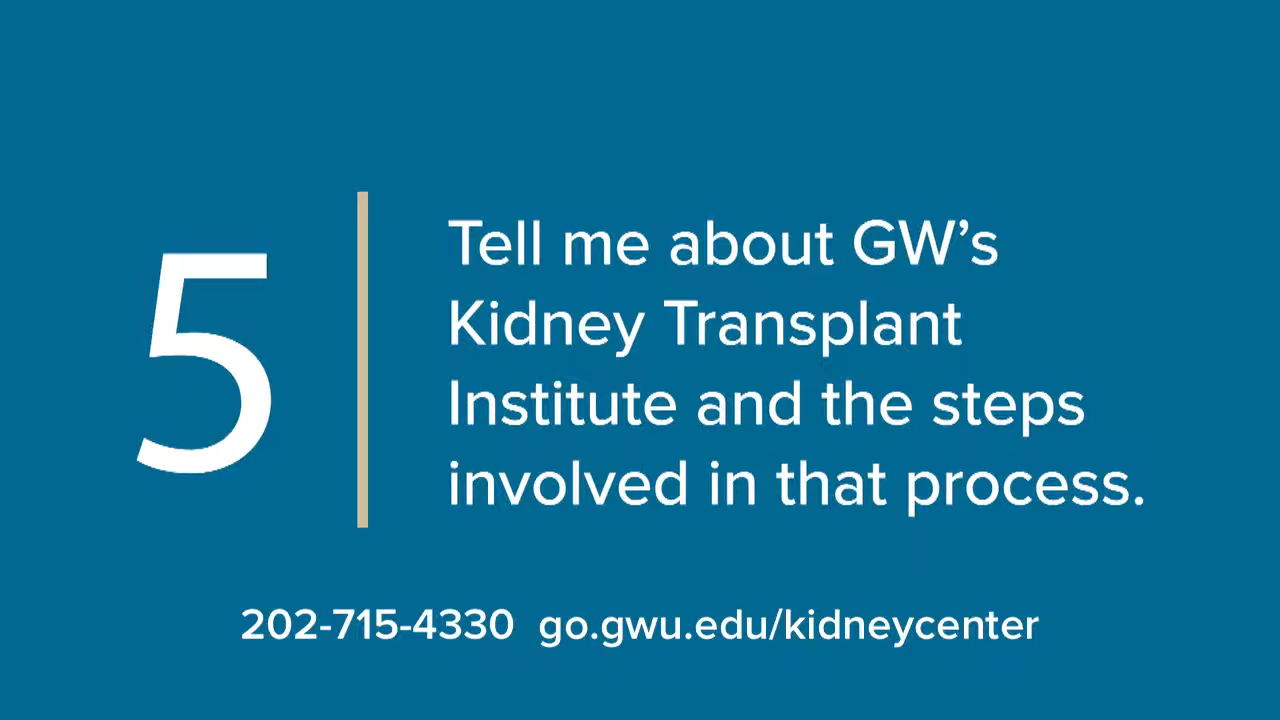 5
Tell me about GW’s
Kidney Transplant
Institute and the steps
involved in that process.
202-715-4330 go.gwu.edu/kidneycenter